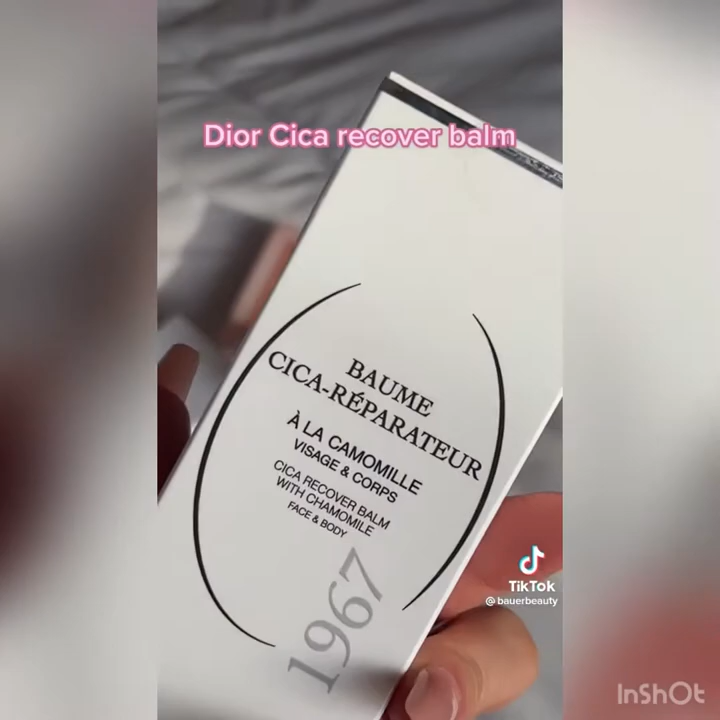 Dior Cica recover balm
BAUME
CICA-RÉPARATEUR
À LA CAMOMILLE
VISAGE & CORPS
CICA RECOVER BALM
WITH CHAMOMILE
FACE & BODY
1967
TikTok
@bauerbeauty
InShOt